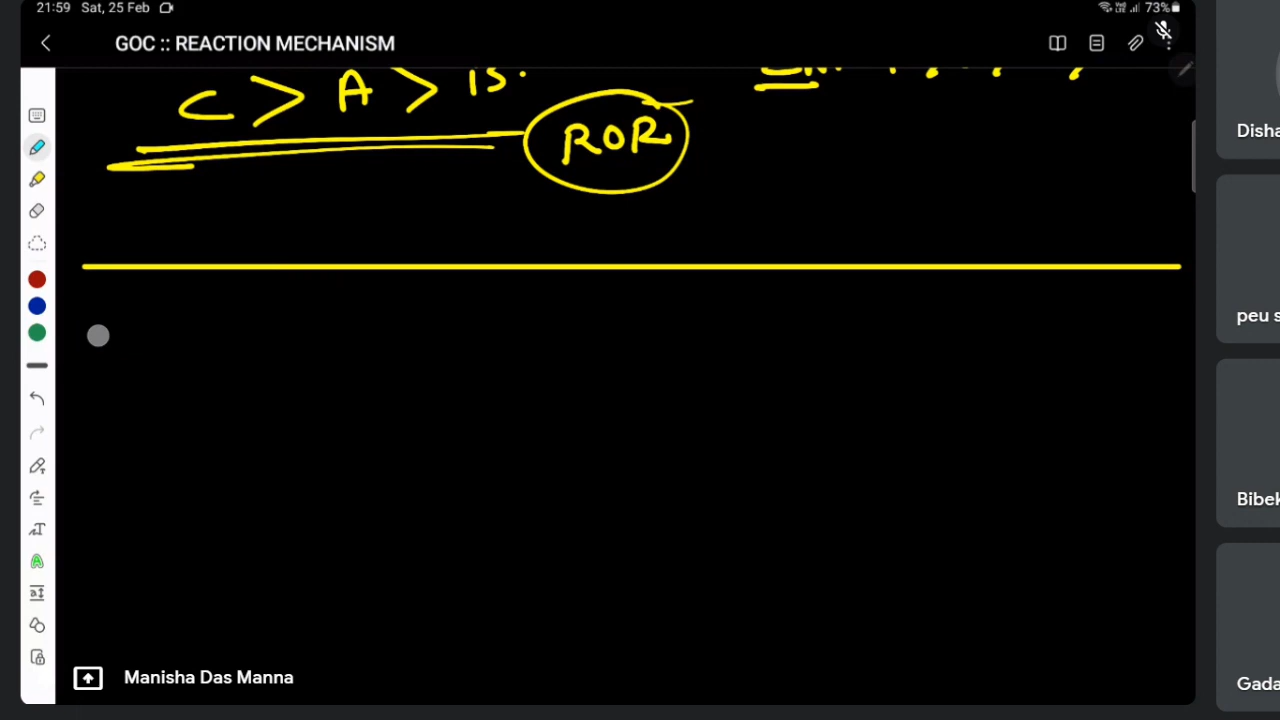 21:59 Sat, 25 Feb 73%
GOC :: REACTION MECHANISM
C > A > B.
ROR
Disha
peu s
Bibek
Manisha Das Manna
Gada